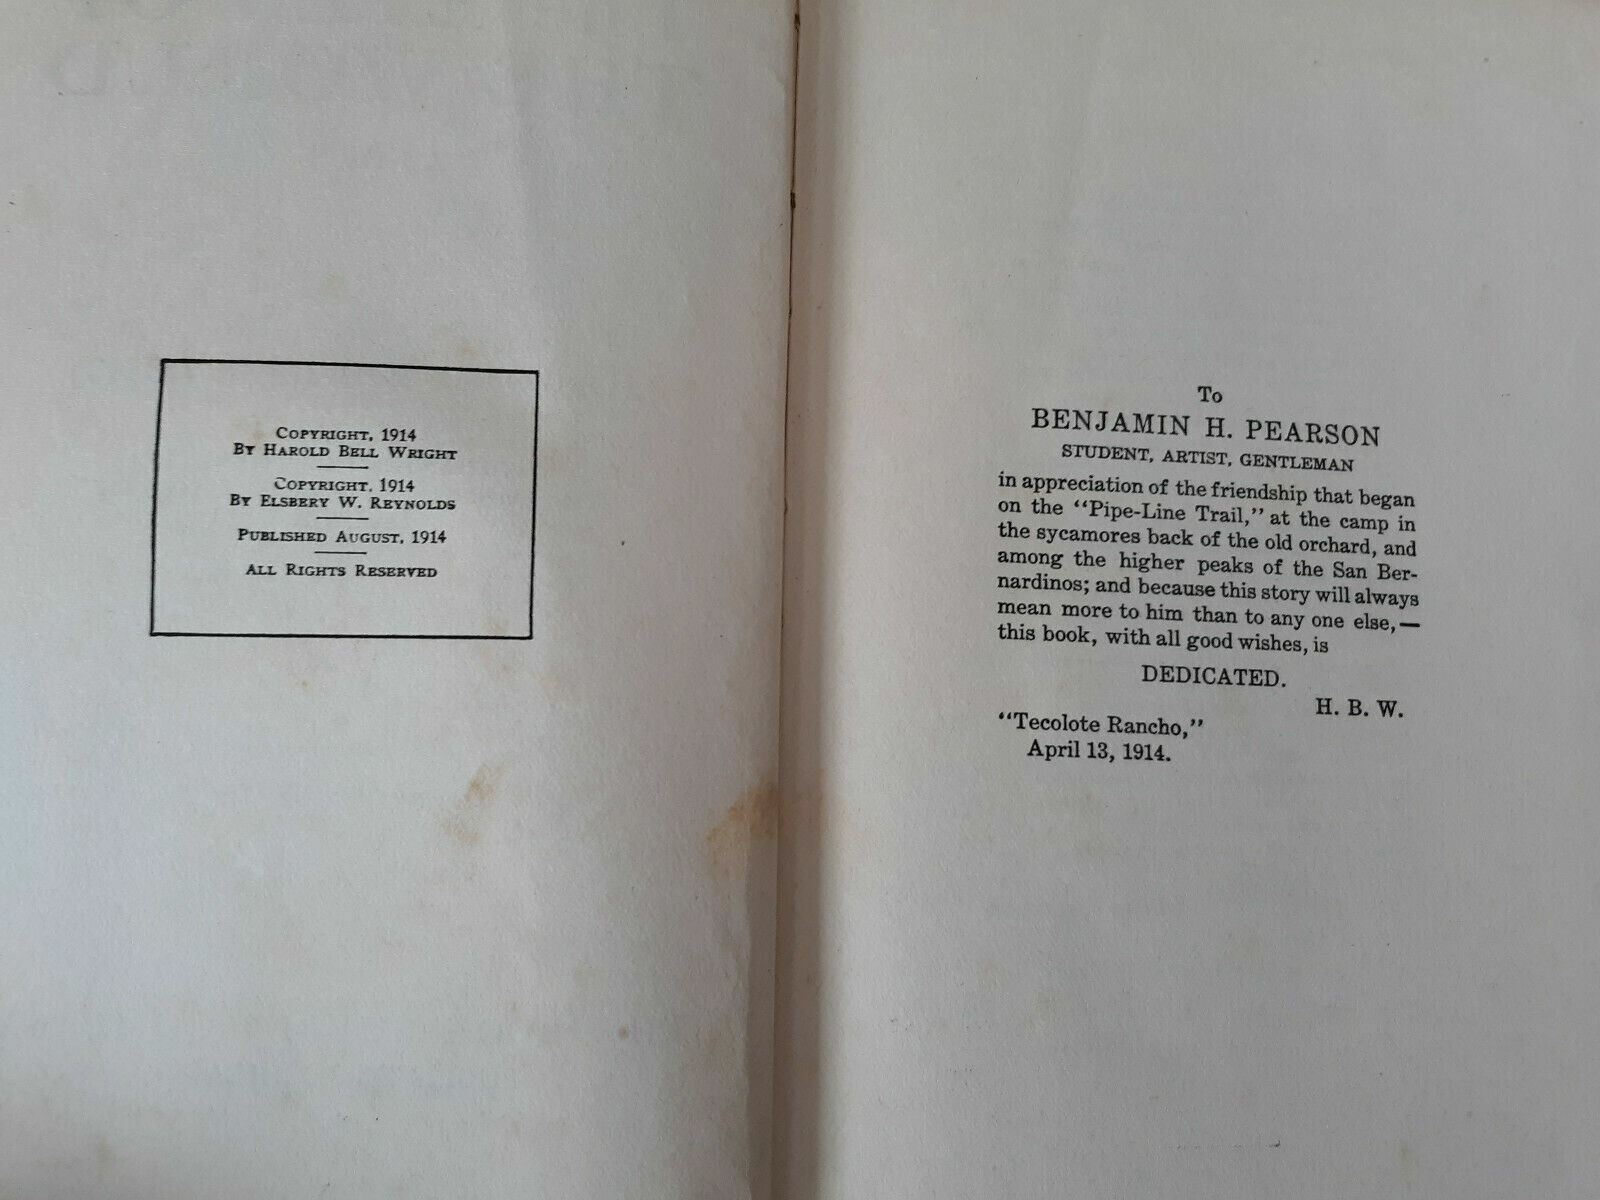 COPYRIGHT, 1914
BY HAROLD BELL WRIGHT
COPYRIGHT, 1914
BY ELSBERY W. REYNOLDS
PUBLISHED AUGUST, 1914
ALL RIGHTS RESERVED
To
BENJAMIN H. PEARSON
STUDENT, ARTIST, GENTLEMAN
in appreciation of the friendship that began
on the "Pipe-Line Trail," at the camp in
the sycamores back of the old orchard, and
among the higher peaks of the San Ber-
nardinos; and because this story will always
mean more to him than to any one else,—
this book, with all good wishes, is
DEDICATED.
H. B. W.
"Tecolote Rancho,"
April 13, 1914.